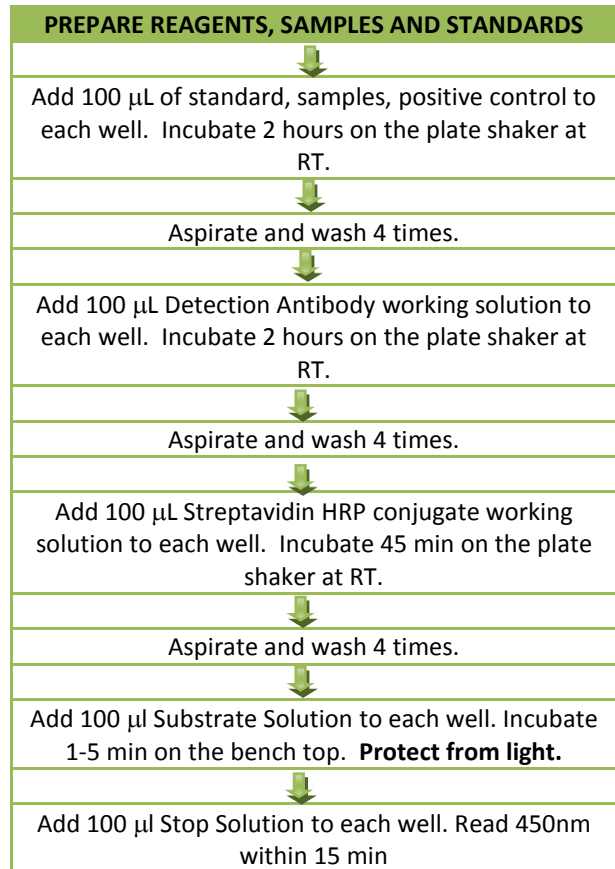 PREPARE REAGENTS, SAMPLES AND STANDARDS
Add 100 μL of standard, samples, positive control to
each well.  Incubate 2 hours on the plate shaker at
RT.
Aspirate and wash 4 times.
Add 100 μL Detection Antibody working solution to
each well.  Incubate 2 hours on the plate shaker at
RT.
Aspirate and wash 4 times.
Add 100 μL Streptavidin HRP conjugate working
solution to each well.  Incubate 45 min on the plate
shaker at RT.
Aspirate and wash 4 times.
Add 100 μl Substrate Solution to each well. Incubate
1-5 min on the bench top.  Protect from light.
Add 100 μl Stop Solution to each well. Read 450nm
within 15 min